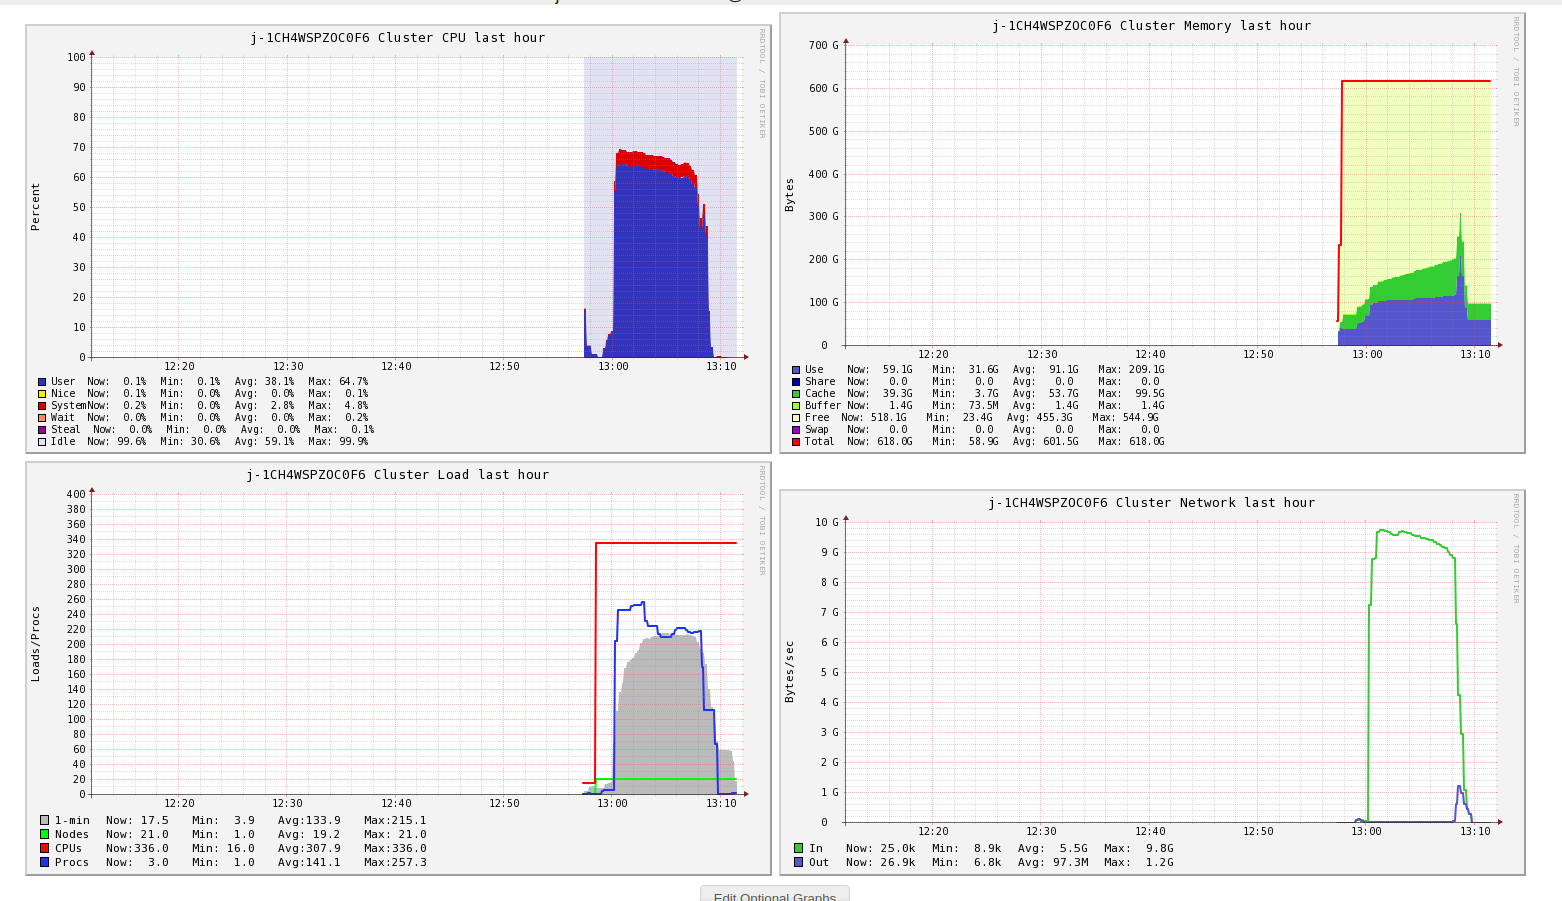 j-1CH4WSPZOC0F6 Cluster CPU last hour
RRDTOOL / TOBI OETIKER
Percent
100
90
80
70
60
50
40
30
20
10
0
12:20 12:30 12:40 12:50 13:00 13:10
User Now: 0.1% Min: 0.1% Avg: 38.1% Max: 64.7%
Nice Now: 0.1% Min: 0.0% Avg: 0.0% Max: 0.1%
System Now: 0.2% Min: 0.0% Avg: 2.8% Max: 4.8%
Wait Now: 0.0% Min: 0.0% Avg: 0.0% Max: 0.2%
Steal Now: 0.0% Min: 0.0% Avg: 0.0% Max: 0.1%
Idle Now: 99.6% Min: 30.6% Avg: 59.1% Max: 99.9%
j-1CH4WSPZOC0F6 Cluster Memory last hour
RRDTOOL / TOBI OETIKER
Bytes
700 G
600 G
500 G
400 G
300 G
200 G
100 G
0
12:20 12:30 12:40 12:50 13:00 13:10
Use Now: 59.1G Min: 31.6G Avg: 91.1G Max: 209.1G
Share Now: 0.0 Min: 0.0 Avg: 0.0 Max: 0.0
Cache Now: 39.3G Min: 3.7G Avg: 53.7G Max: 99.5G
Buffer Now: 1.4G Min: 73.5M Avg: 1.4G Max: 1.4G
Free Now: 518.1G Min: 23.4G Avg: 455.3G Max: 544.9G
Swap Now: 0.0 Min: 0.0 Avg: 0.0 Max: 0.0
Total Now: 618.0G Min: 58.9G Avg: 601.5G Max: 618.0G
j-1CH4WSPZOC0F6 Cluster Load last hour
RRDTOOL / TOBI OETIKER
Loads/Procs
400
380
360
340
320
300
280
260
240
220
200
180
160
140
120
100
80
60
40
20
0
12:20 12:30 12:40 12:50 13:00 13:10
1-min Now: 17.5 Min: 3.9 Avg:133.9 Max:215.1
Nodes Now: 21.0 Min: 1.0 Avg: 19.2 Max: 21.0
CPUs Now:336.0 Min: 16.0 Avg:307.9 Max:336.0
Procs Now: 3.0 Min: 1.0 Avg:141.1 Max:257.3
j-1CH4WSPZOC0F6 Cluster Network last hour
RRDTOOL / TOBI OETIKER
Bytes/sec
10 G
9 G
8 G
7 G
6 G
5 G
4 G
3 G
2 G
1 G
0
12:20 12:30 12:40 12:50 13:00 13:10
In Now: 25.0k Min: 8.9k Avg: 5.5G Max: 9.8G
Out Now: 26.9k Min: 6.8k Avg: 97.3M Max: 1.2G
Edit Optional Graphs